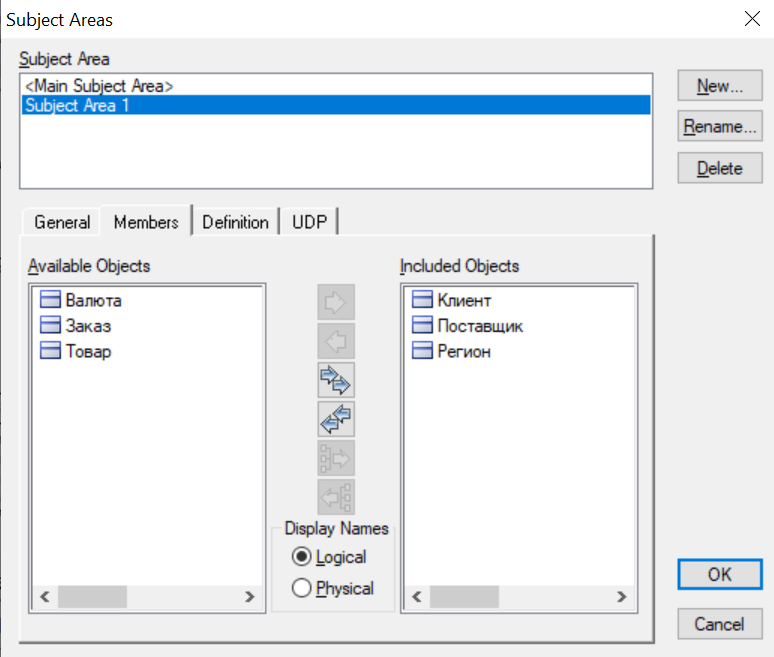 Subject Areas
Subject Area
<Main Subject Area>
Subject Area 1
New...
Rename...
Delete
General Members Definition UDP
Available Objects
Валюта
Заказ
Товар
Included Objects
Клиент
Поставщик
Регион
Display Names
Logical
Physical
OK
Cancel